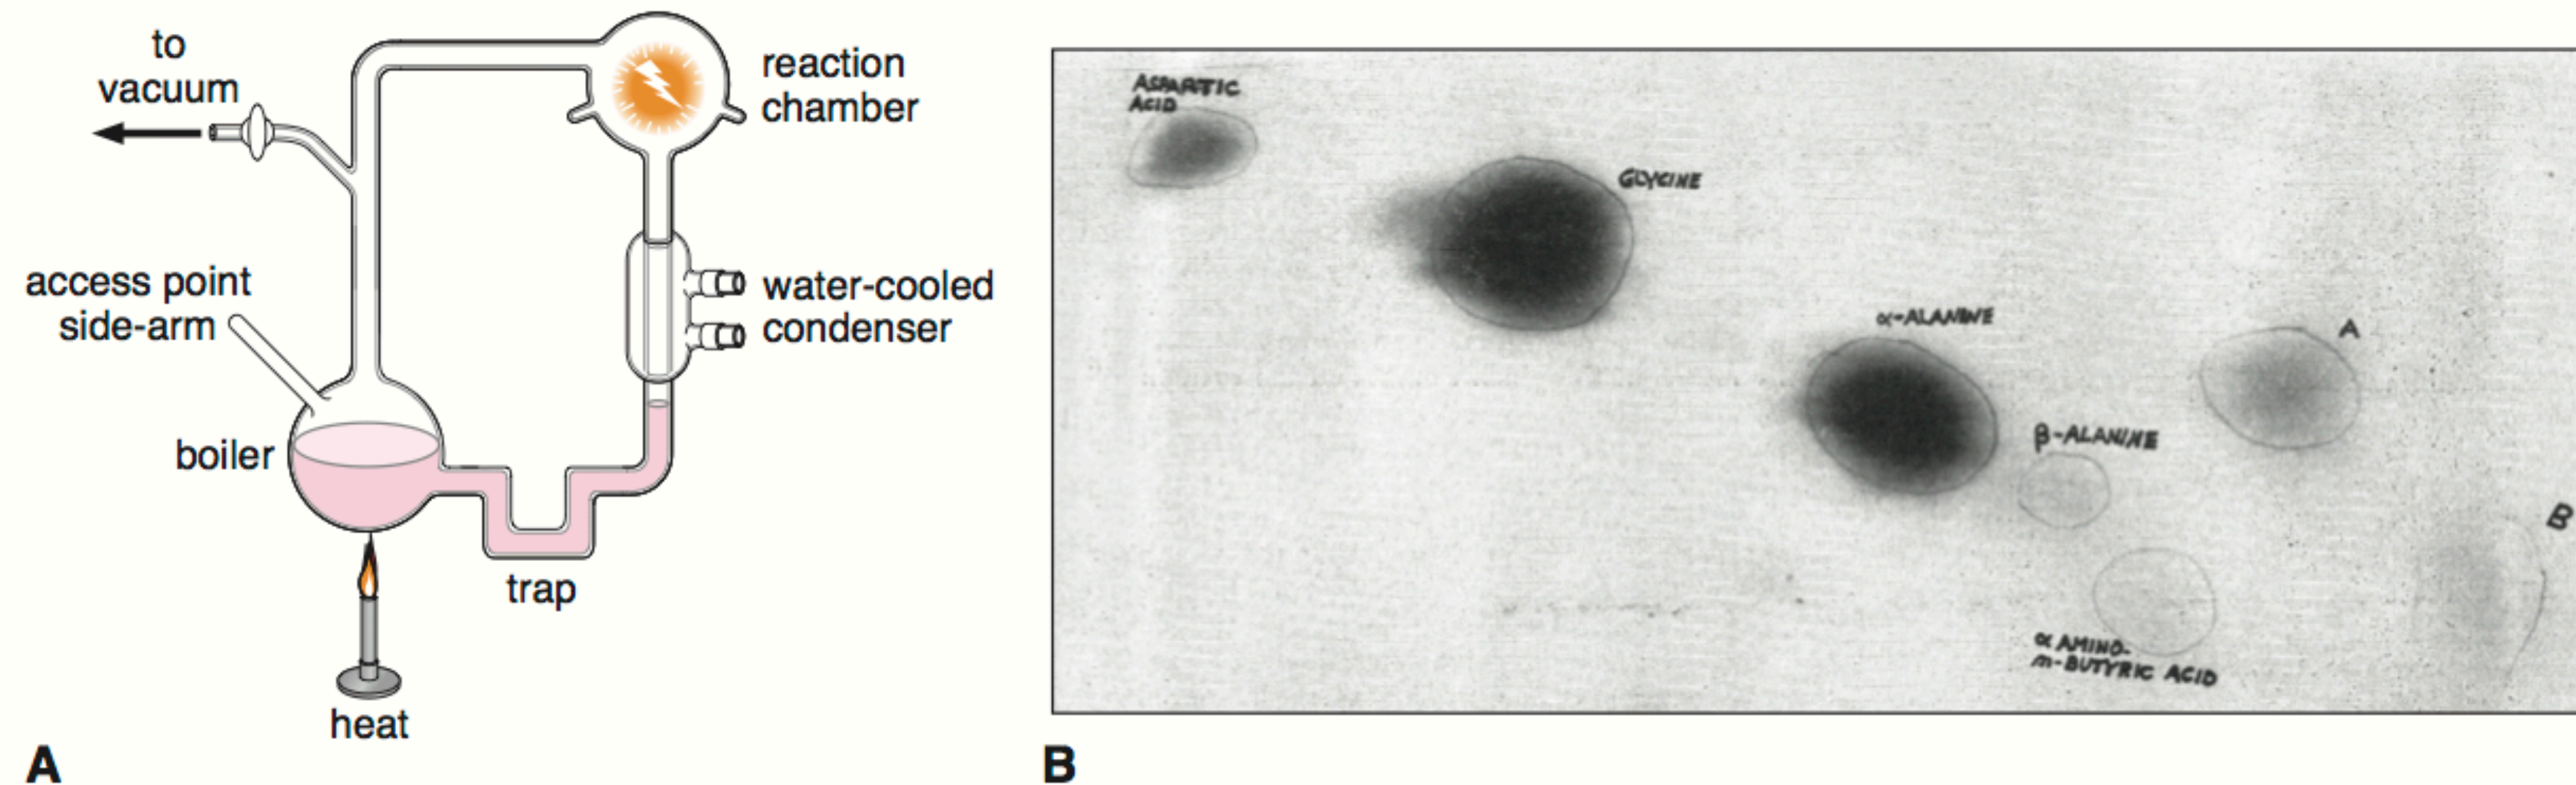 to
vacuum
reaction
chamber
access point
side-arm
water-cooled
condenser
boiler
trap
heat
A
ASPARTIC
ACID
GLYCINE
α-ALANINE
A
β-ALANINE
B
α AMINO-
n-BUTYRIC ACID
B